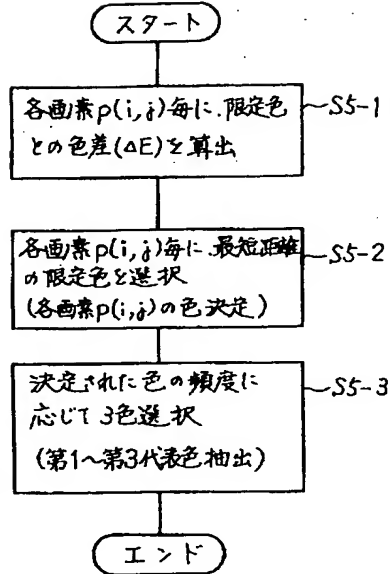 スタート
各画素p(i,j)毎に、限定色
との色差(ΔE)を算出
S5-1
各画素p(i,j)毎に、最短距離
の限定色を選択
(各画素p(i,j)の色決定)
S5-2
決定された色の頻度に
応じて3色選択
(第1～第3代表色抽出)
S5-3
エンド